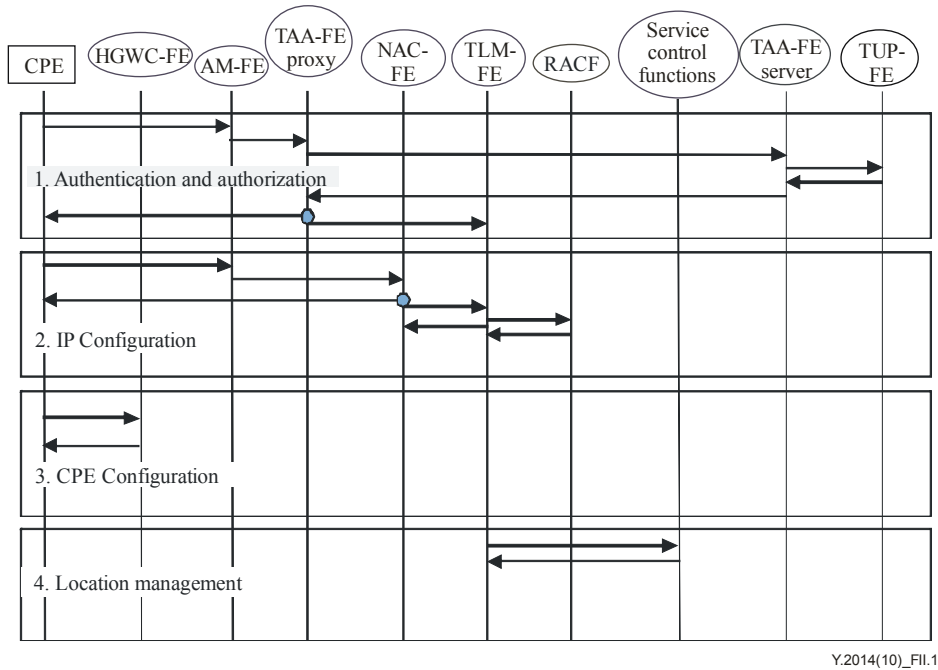 CPE
HGWC-FE
AM-FE
TAA-FE
proxy
NAC-
FE
TLM-
FE
RACF
Service
control
functions
TAA-FE
server
TUP-
FE
1. Authentication and authorization
2. IP Configuration
3. CPE Configuration
4. Location management
Y.2014(10)_FII.1